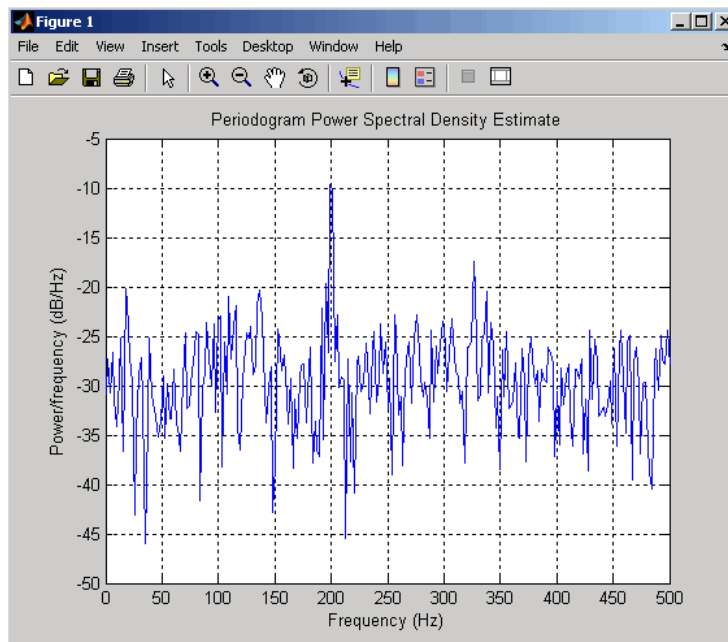 Figure 1
File Edit View Insert Tools Desktop Window Help
Periodogram Power Spectral Density Estimate
Power/frequency (dB/Hz)
-5
-10
-15
-20
-25
-30
-35
-40
-45
-50
0 50 100 150 200 250 300 350 400 450 500
Frequency (Hz)